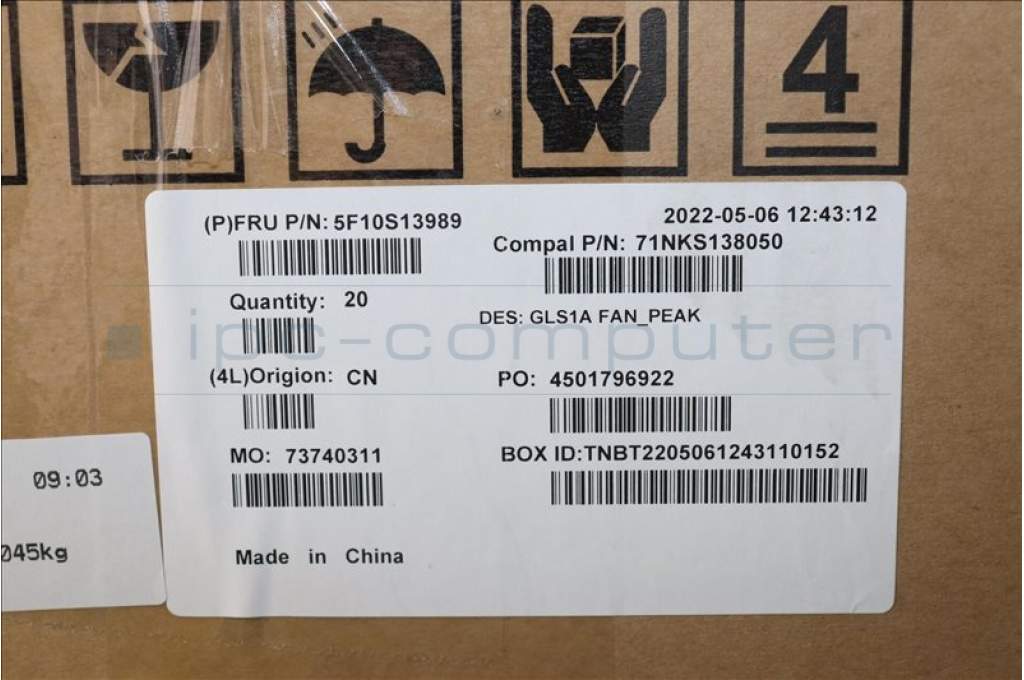 4
(P)FRU P/N: 5F10S13989
2022-05-06 12:43:12
Compal P/N: 71NKS138050
Quantity: 20
DES: GLS1A FAN_PEAK
ipc-computer
(4L)Origion: CN
PO: 4501796922
MO: 73740311
BOX ID:TNBT2205061243110152
09:03
045kg
Made in China